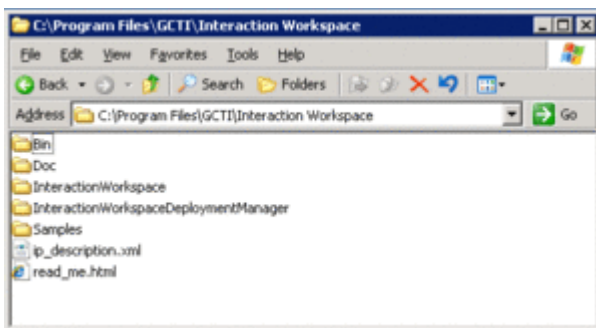 C:\Program Files\GCTI\Interaction Workspace
File Edit View Favorites Tools Help
Back Search Folders
Address C:\Program Files\GCTI\Interaction Workspace Go
Bin
Doc
InteractionWorkspace
InteractionWorkspaceDeploymentManager
Samples
ip_description.xml
read_me.html